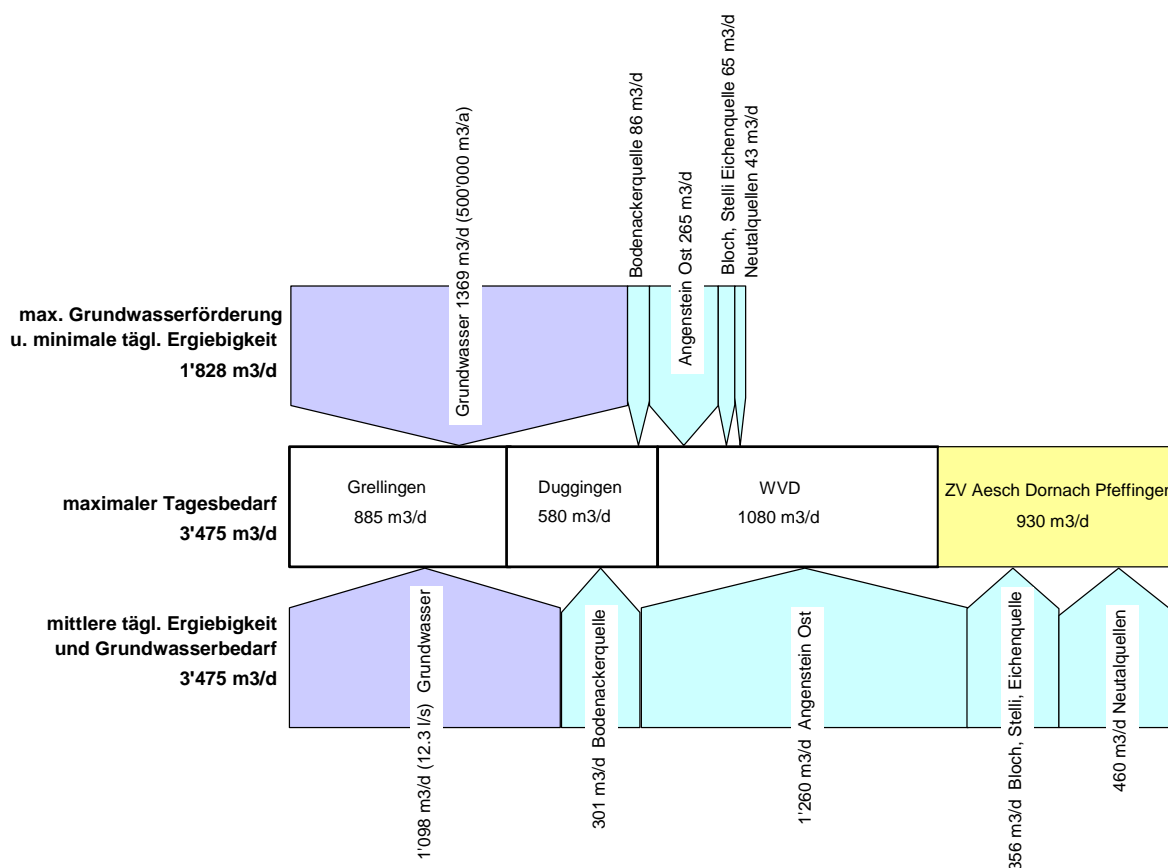 Grundwasser 1369 m3/d (500'000 m3/a)
Bodenackerquelle 86 m3/d
Angenstein Ost 265 m3/d
Bloch, Stelli Eichenquelle 65 m3/d
Neutalquellen 43 m3/d
max. Grundwasserförderung
u. minimale tägl. Ergiebigkeit
1'828 m3/d
maximaler Tagesbedarf
3'475 m3/d
Grellingen
885 m3/d
Duggingen
580 m3/d
WVD
1080 m3/d
ZV Aesch Dornach Pfeffingen
930 m3/d
mittlere tägl. Ergiebigkeit
und Grundwasserbedarf
3'475 m3/d
1'098 m3/d (12.3 l/s) Grundwasser
301 m3/d Bodenackerquelle
1'260 m3/d Angenstein Ost
356 m3/d Bloch, Stelli, Eichenquelle
460 m3/d Neutalquellen